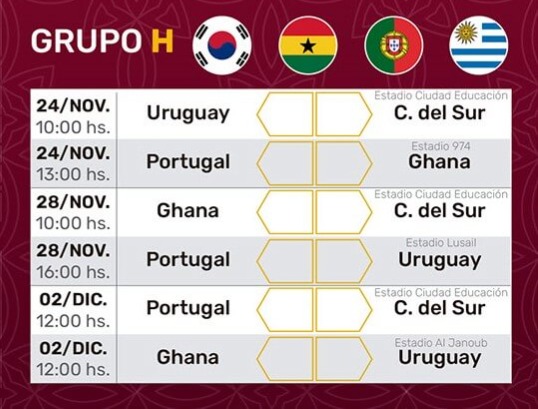 GRUPO H
24/NOV.
10:00 hs.
Uruguay
Estadio Ciudad Educación
C. del Sur
24/NOV.
13:00 hs.
Portugal
Estadio 974
Ghana
28/NOV.
10:00 hs.
Ghana
Estadio Ciudad Educación
C. del Sur
28/NOV.
16:00 hs.
Portugal
Estadio Lusail
Uruguay
02/DIC.
12:00 hs.
Portugal
Estadio Ciudad Educación
C. del Sur
02/DIC.
12:00 hs.
Ghana
Estadio Al Janoub
Uruguay